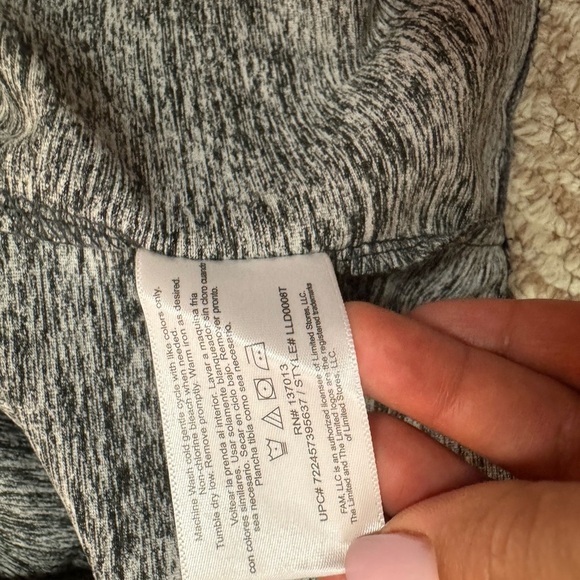 Machine Wash cold gentle cycle with like colors only.
Non-chlorine bleach when needed.
Tumble dry low. Remove promptly. Warm iron as desired.
Voltear la prenda al interior. Lavar a maquina fria
con colores similares. Usar solamente blanqueador sin cloro cuando
sea necesario. Secar en ciclo bajo. Remover pronto.
Plancha tibia como sea necesario.
RN# 137013
UPC# 722457395637 / STYLE# LLD0008T
FAM, LLC is an authorized licensee of Limited Stores, LLC.
The Limited and The Limited logos are the registered trademarks
of Limited Stores, LLC.